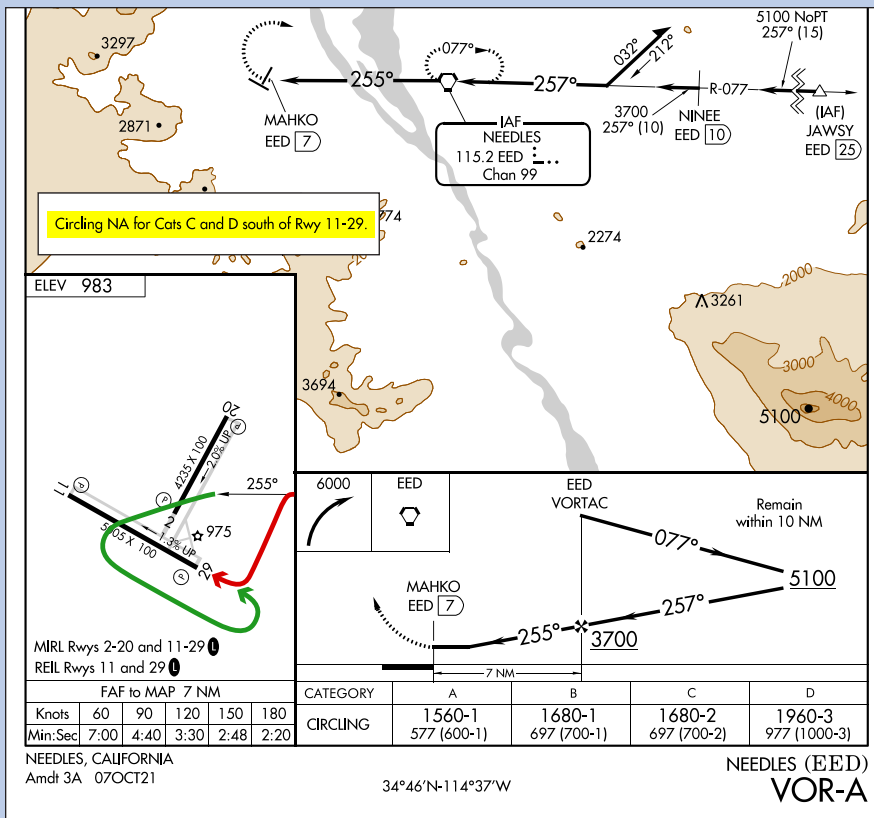 3297
2871
5100 NoPT
257° (15)
032°
212°
077°
255°
257°
R-077
MAHKO
EED 7
IAF
NEEDLES
115.2 EED
Chan 99
3700
257° (10)
NINEE
EED 10
(IAF)
JAWSY
EED 25
Circling NA for Cats C and D south of Rwy 11-29.
2274
2000
3261
3000
4000
5100
3694
ELEV 983
20
4235 X 100
2.0% UP
P
255°
11
P
P
2
975
1.3% UP
X 100
29
P
MIRL Rwys 2-20 and 11-29 L
REIL Rwys 11 and 29 L
FAF to MAP 7 NM
Knots 60 90 120 150 180
Min:Sec 7:00 4:40 3:30 2:48 2:20
6000
EED
EED
VORTAC
Remain
within 10 NM
077°
5100
257°
MAHKO
EED 7
255°
3700
7 NM
CATEGORY A B C D
CIRCLING 1560-1 1680-1 1680-2 1960-3
577 (600-1) 697 (700-1) 697 (700-2) 977 (1000-3)
NEEDLES, CALIFORNIA
Amdt 3A 07OCT21
34°46'N-114°37'W
NEEDLES (EED)
VOR-A